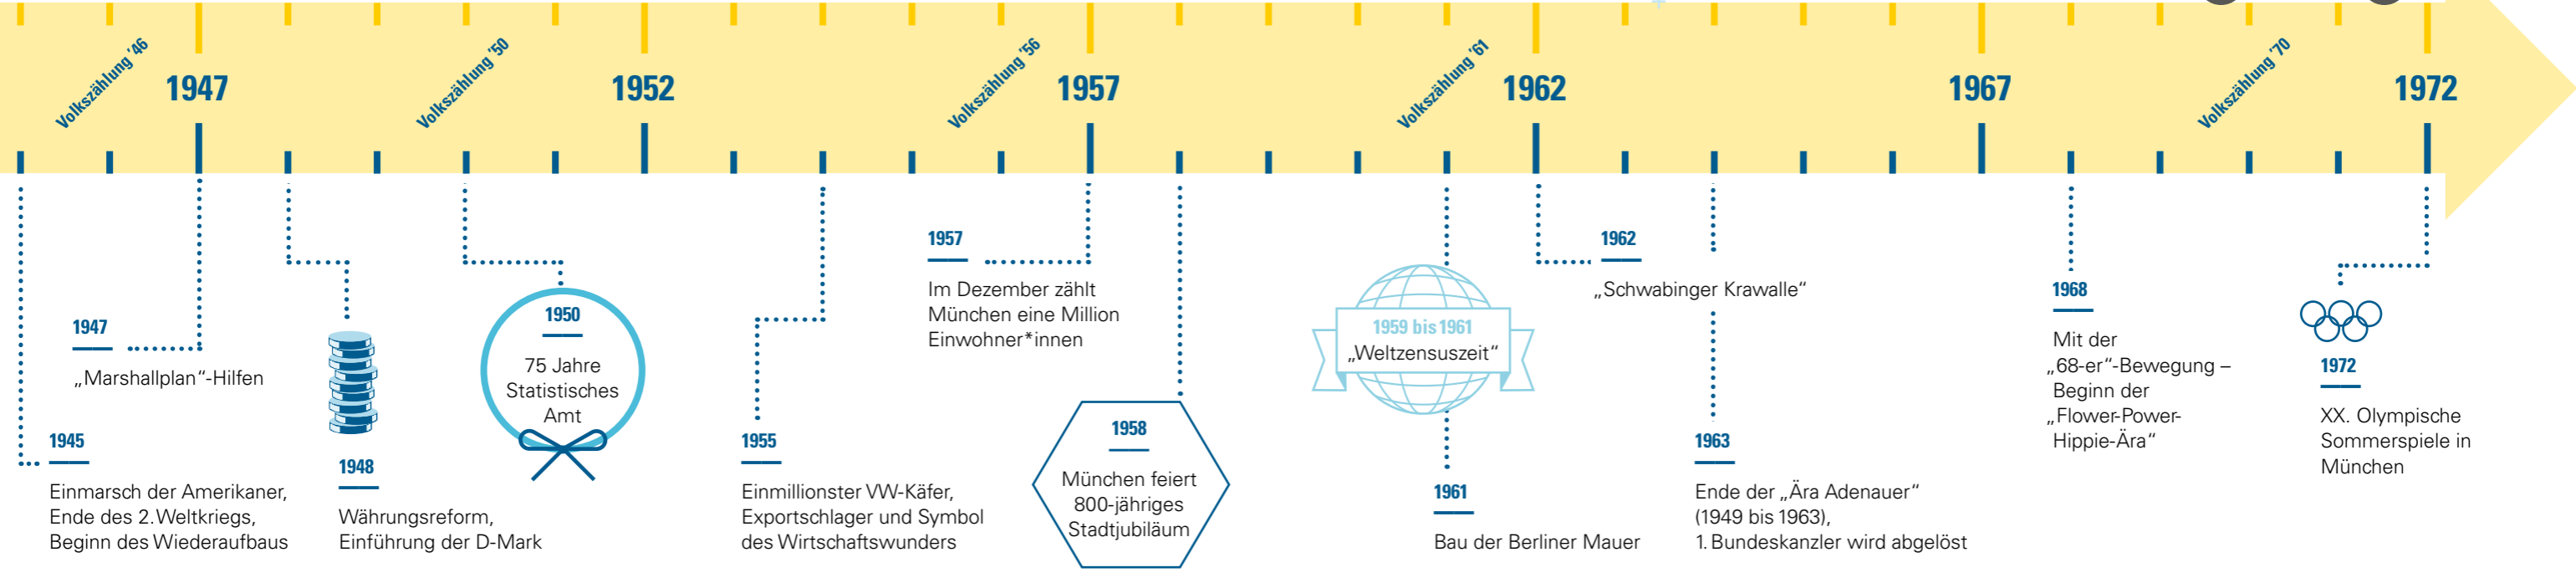 Volkszählung '46
1947
Volkszählung '50
1952
Volkszählung '56
1957
Volkszählung '61
1962
1967
Volkszählung '70
1972
1945
Einmarsch der Amerikaner,
Ende des 2. Weltkriegs,
Beginn des Wiederaufbaus
1947
„Marshallplan“-Hilfen
1948
Währungsreform,
Einführung der D-Mark
1950
75 Jahre
Statistisches
Amt
1955
Einmillionster VW-Käfer,
Exportschlager und Symbol
des Wirtschaftswunders
1957
Im Dezember zählt
München eine Million
Einwohner*innen
1958
München feiert
800-jähriges
Stadtjubiläum
1959 bis 1961
„Weltzensuszeit“
1961
Bau der Berliner Mauer
1962
„Schwabinger Krawalle“
1963
Ende der „Ära Adenauer“
(1949 bis 1963),
1. Bundeskanzler wird abgelöst
1968
Mit der
„68-er“-Bewegung –
Beginn der
„Flower-Power-
Hippie-Ära“
1972
XX. Olympische
Sommerspiele in
München